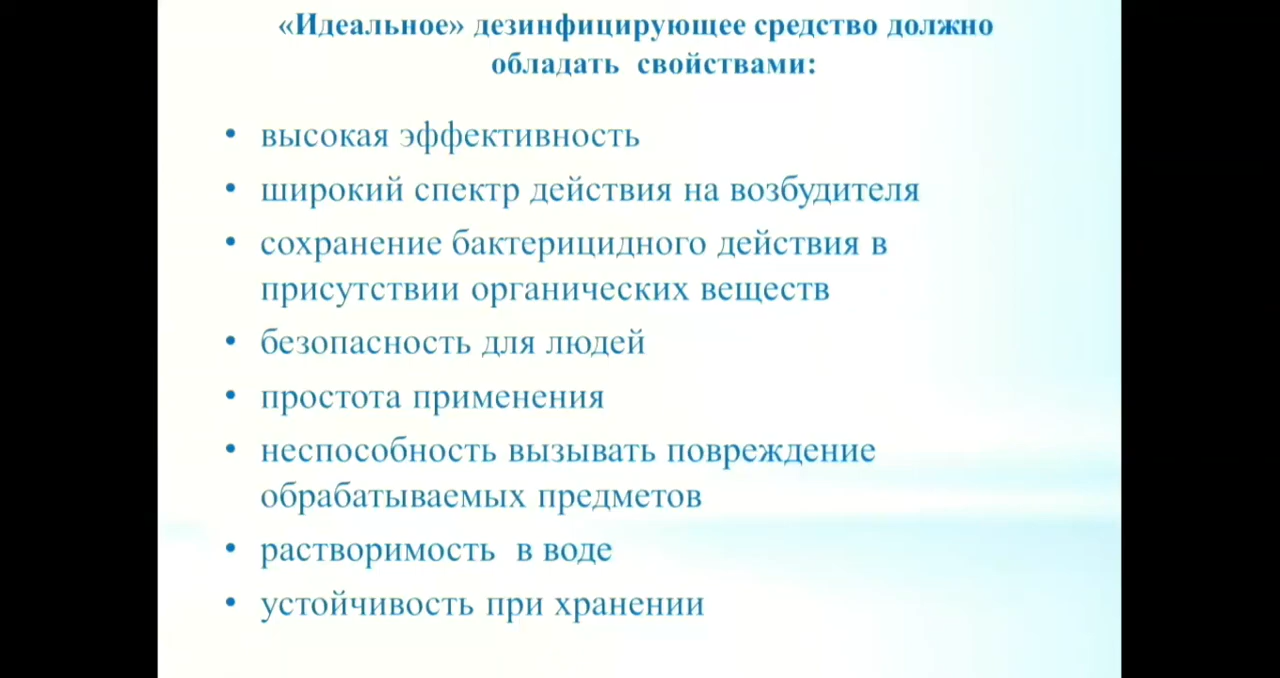 «Идеальное» дезинфицирующее средство должно
обладать свойствами:
• высокая эффективность
• широкий спектр действия на возбудителя
• сохранение бактерицидного действия в
присутствии органических веществ
• безопасность для людей
• простота применения
• неспособность вызывать повреждение
обрабатываемых предметов
• растворимость в воде
• устойчивость при хранении